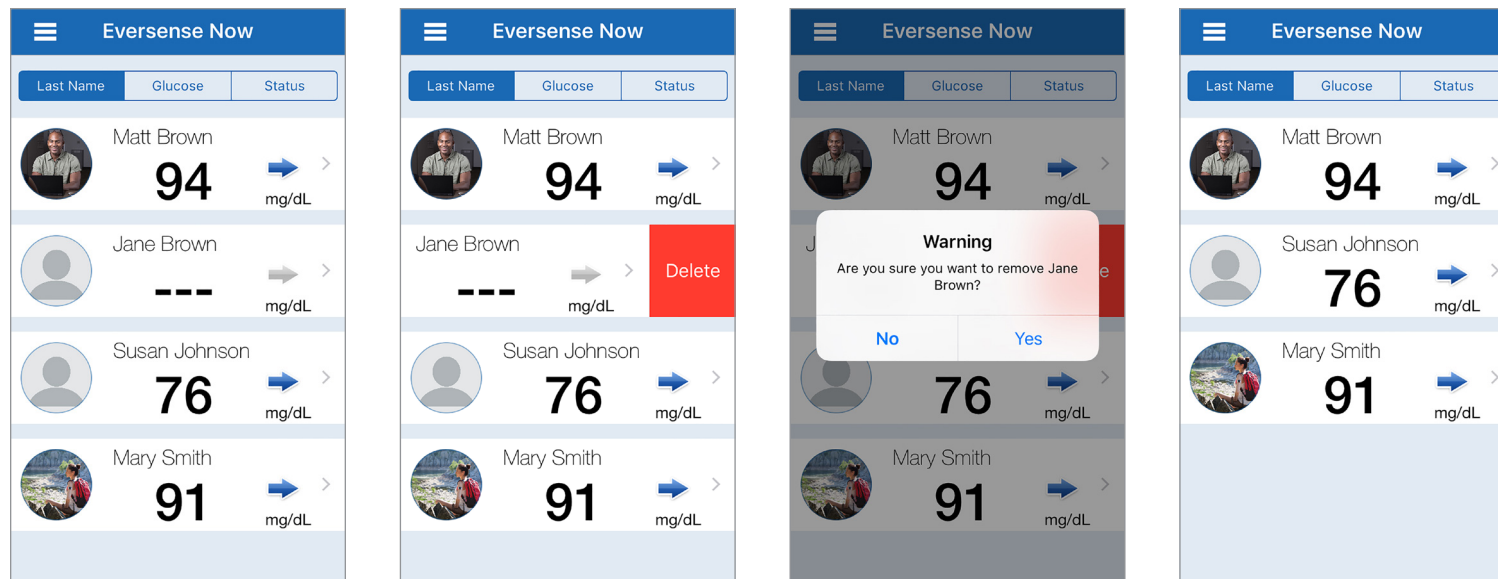 Eversense Now
Last Name Glucose Status
Matt Brown
94
mg/dL
Jane Brown
---
mg/dL
Susan Johnson
76
mg/dL
Mary Smith
91
mg/dL
Eversense Now
Last Name Glucose Status
Matt Brown
94
mg/dL
Jane Brown
Delete
---
mg/dL
Susan Johnson
76
mg/dL
Mary Smith
91
mg/dL
Eversense Now
Last Name Glucose Status
Matt Brown
94
mg/dL
J
Warning
Are you sure you want to remove Jane
Brown?
e
No Yes
76
mg/dL
Mary Smith
91
mg/dL
Eversense Now
Last Name Glucose Status
Matt Brown
94
mg/dL
Susan Johnson
76
mg/dL
Mary Smith
91
mg/dL